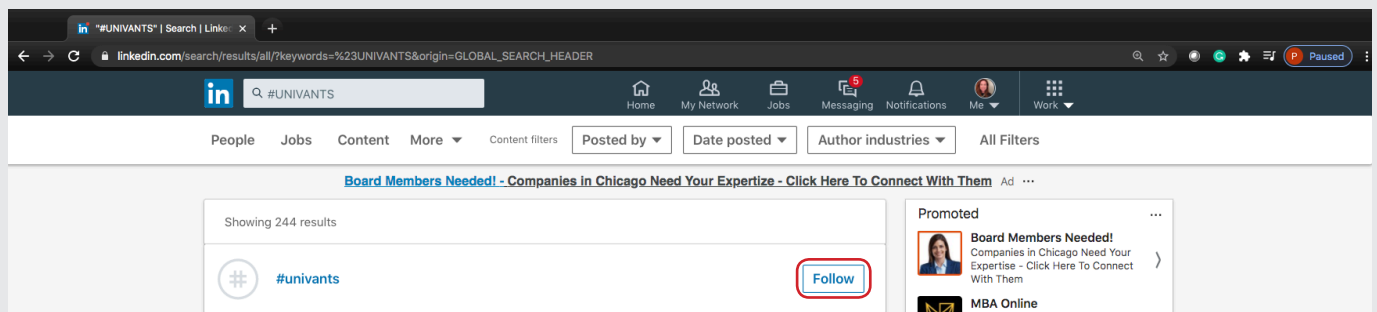 "#UNIVANTS" | Search | Linked
linkedin.com/search/results/all/?keywords=%23UNIVANTS&origin=GLOBAL_SEARCH_HEADER
P Paused
in
#UNIVANTS
Home
My Network
Jobs
5
Messaging
Notifications
Me
Work
People Jobs Content More Content filters Posted by Date posted Author industries All Filters
Board Members Needed! - Companies in Chicago Need Your Expertize - Click Here To Connect With Them Ad ...
Showing 244 results
# #univants Follow
Promoted ...
Board Members Needed!
Companies in Chicago Need Your
Expertise - Click Here To Connect
With Them
MBA Online